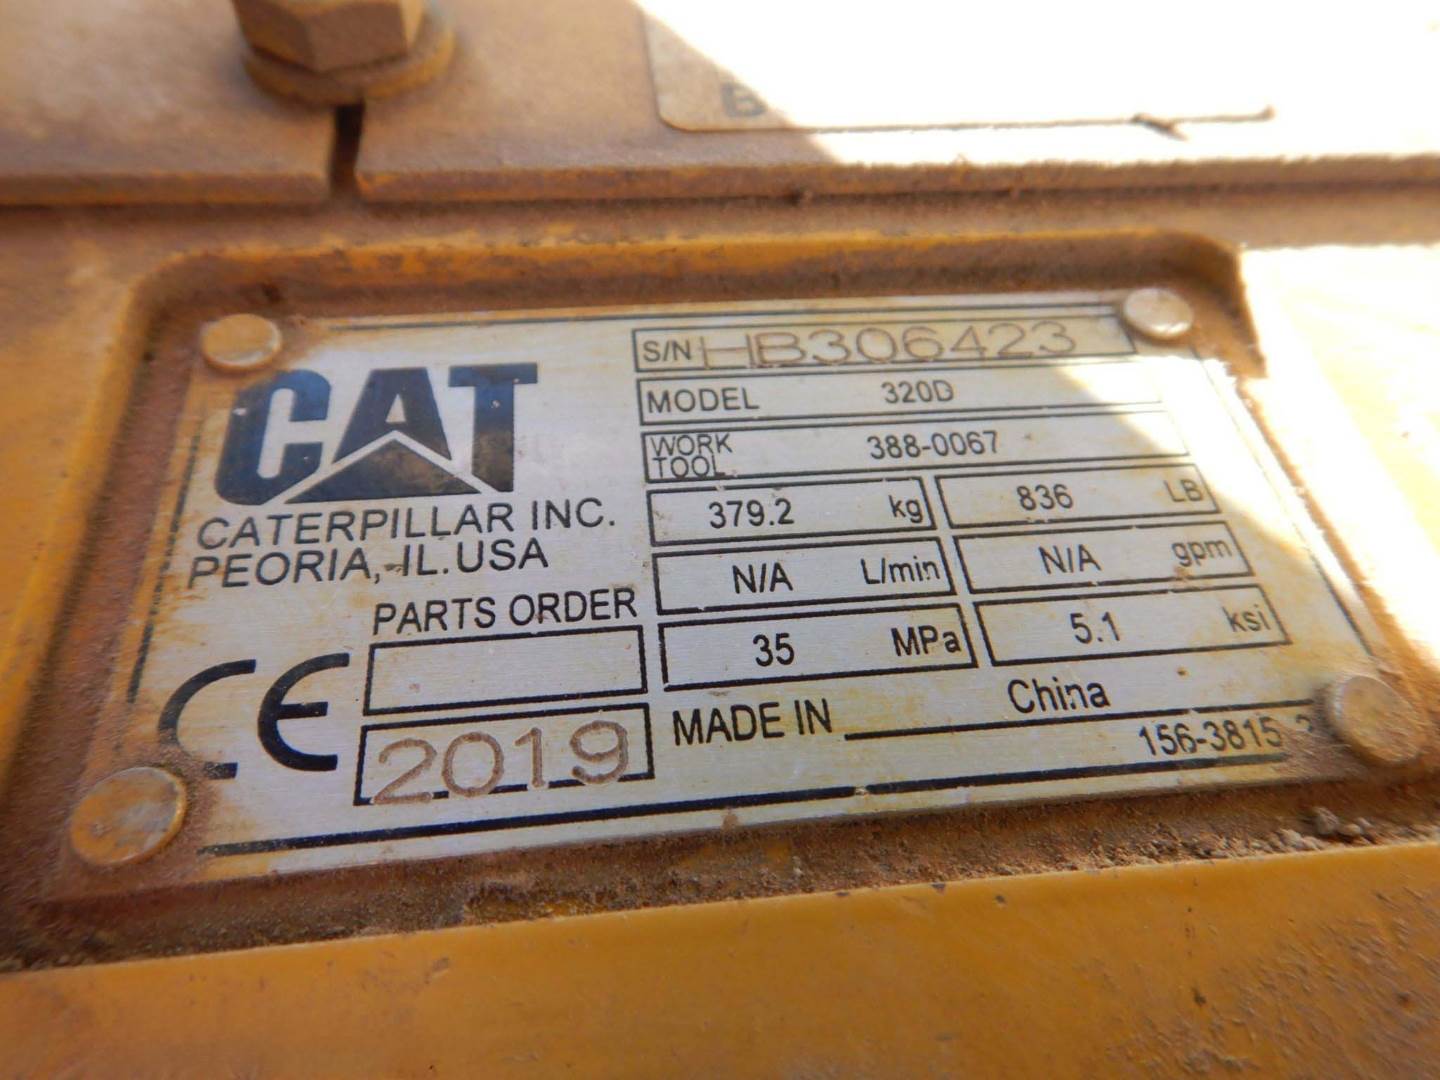 CAT
CATERPILLAR INC.
PEORIA, IL. USA
S/N HB306423
MODEL 320D
WORK TOOL 388-0067
379.2 kg 836 LB
N/A L/min N/A gpm
35 MPa 5.1 ksi
PARTS ORDER
CE
2019
MADE IN China
156-3815